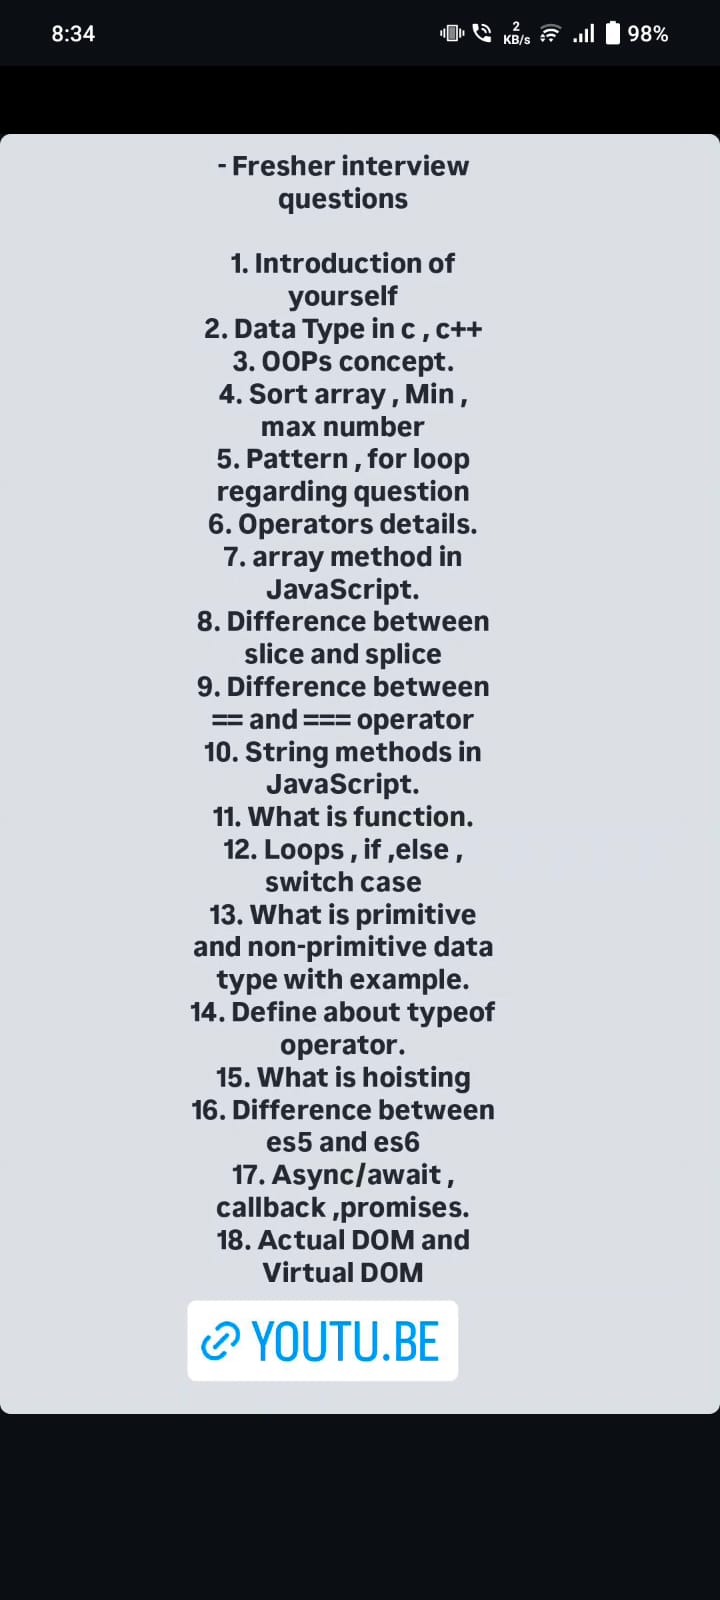 8:34
2
KB/s
98%
- Fresher interview
questions
1. Introduction of
yourself
2. Data Type in c , c++
3. OOPs concept.
4. Sort array , Min ,
max number
5. Pattern , for loop
regarding question
6. Operators details.
7. array method in
JavaScript.
8. Difference between
slice and splice
9. Difference between
== and === operator
10. String methods in
JavaScript.
11. What is function.
12. Loops , if ,else ,
switch case
13. What is primitive
and non-primitive data
type with example.
14. Define about typeof
operator.
15. What is hoisting
16. Difference between
es5 and es6
17. Async/await ,
callback ,promises.
18. Actual DOM and
Virtual DOM
YOUTU.BE